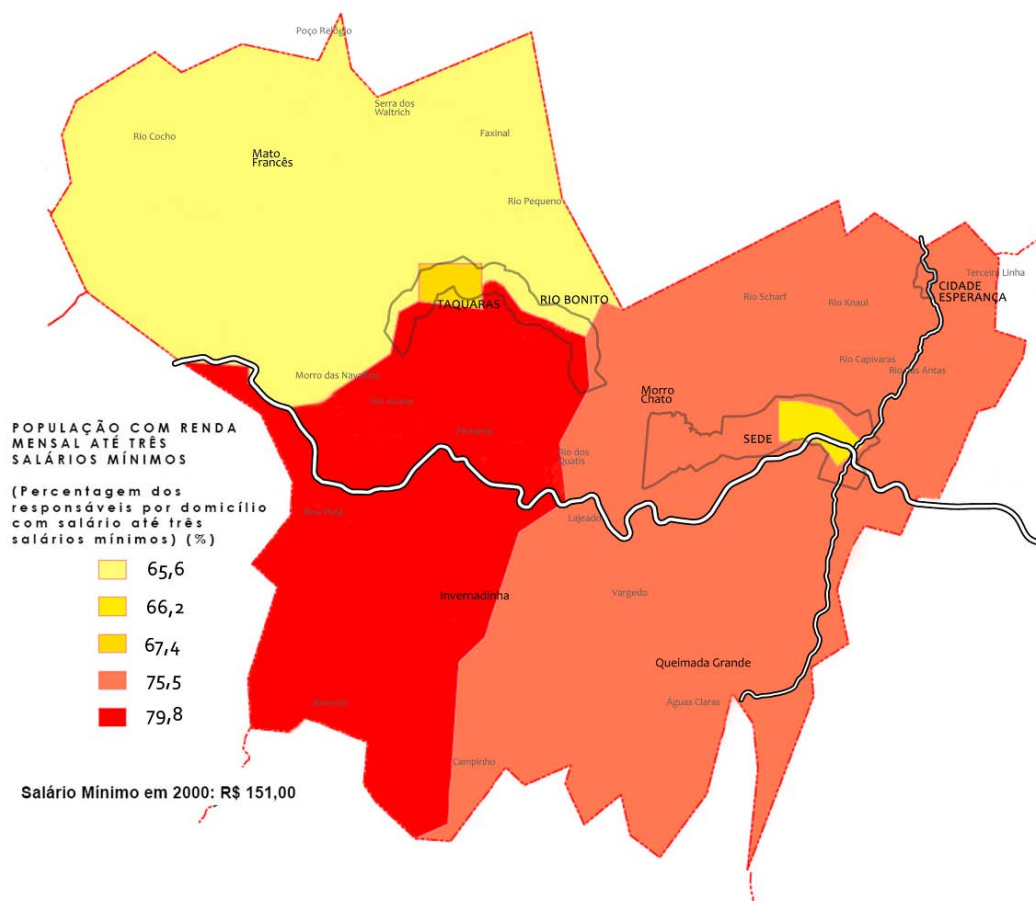 Poço Relógio
Serra dos
Waltrich
Rio Cocho
Faxinal
Mato
Francês
Rio Pequeno
TAQUARAS
RIO BONITO
Terceira Linha
CIDADE
ESPERANÇA
Rio Scharf
Rio Knaul
Rio Capivaras
Rio das Antas
Morro das
Morro
Chato
SEDE
Rio dos
Quatis
Lajeado
Invernadinha
Vargedo
Queimada Grande
Águas Claras
Campinho
POPULAÇÃO COM RENDA
MENSAL ATÉ TRÊS
SALÁRIOS MÍNIMOS
(Percentagem dos
responsáveis por domicílio
com salário até três
salários mínimos) (%)
65,6
66,2
67,4
75,5
79,8
Salário Mínimo em 2000: R$ 151,00